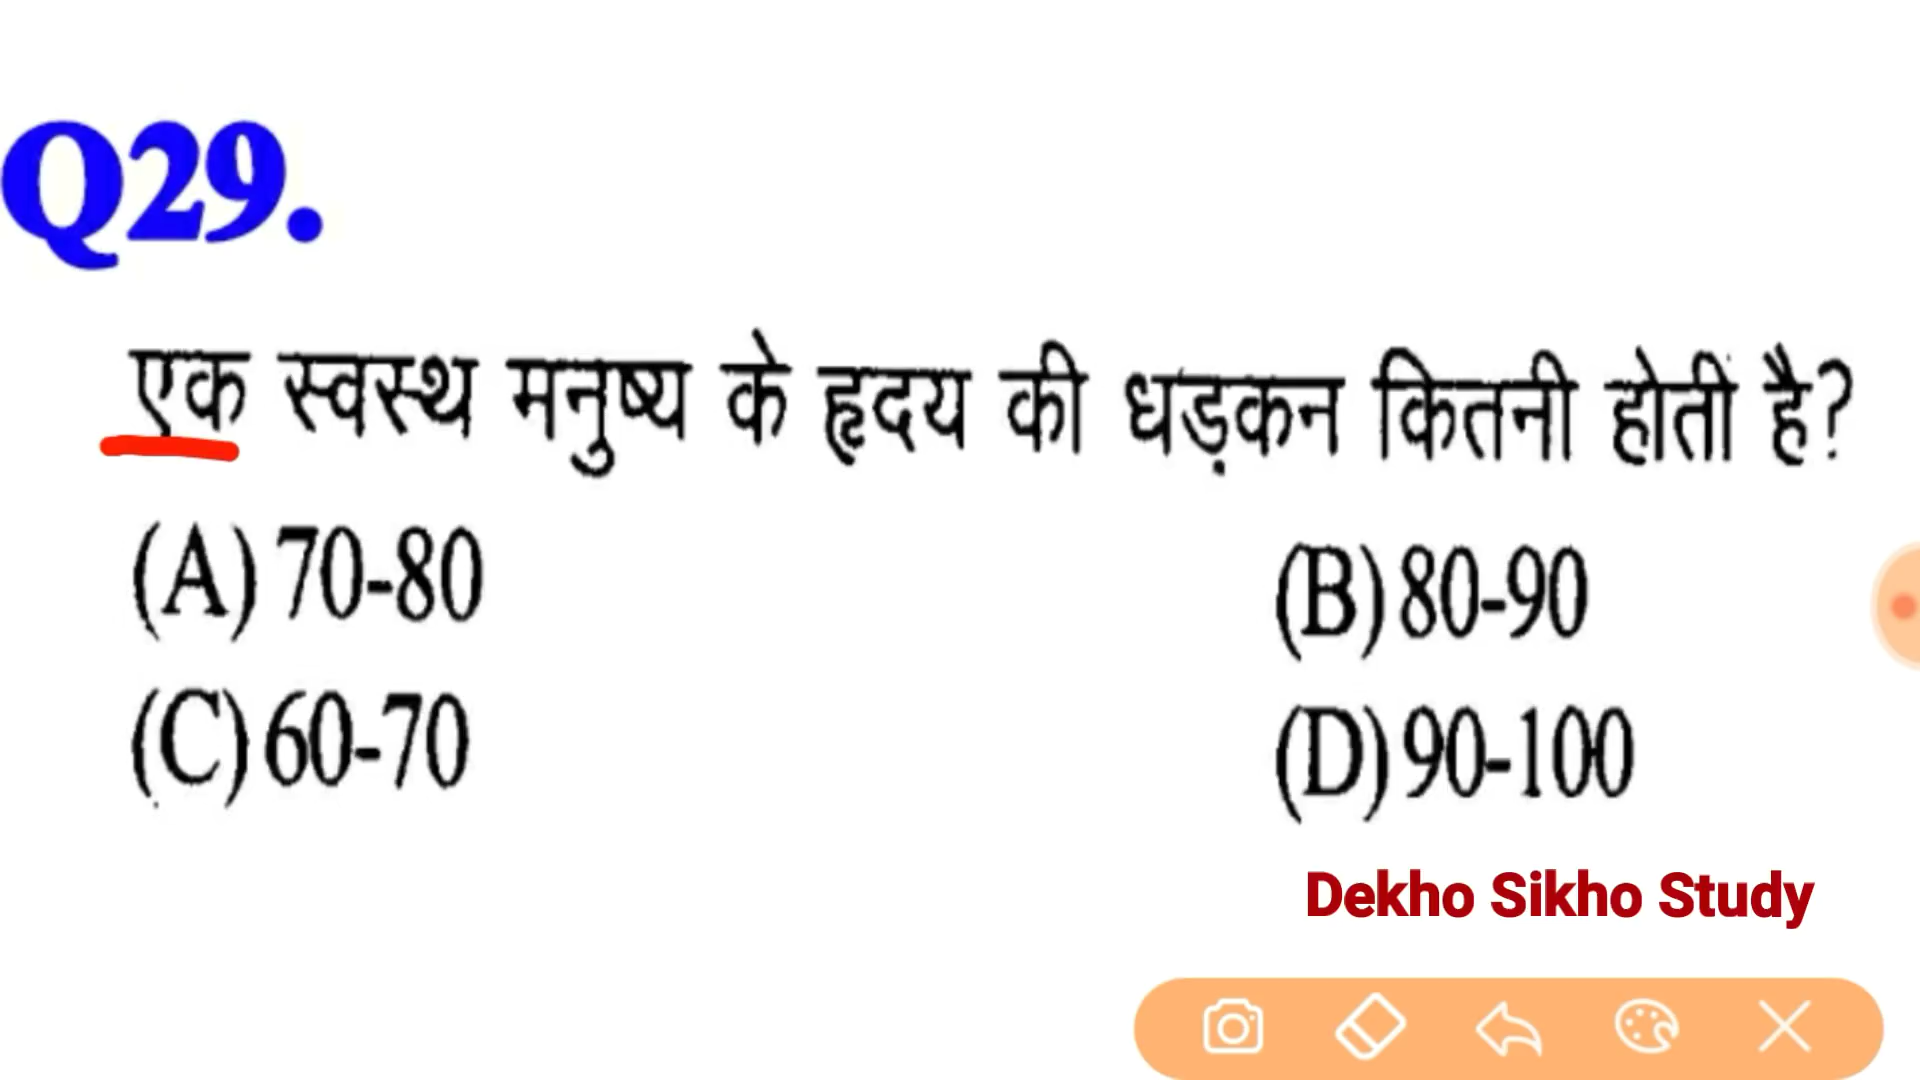 Q29.
एक स्वस्थ मनुष्य के हृदय की धड़कन कितनी होती है?
(A) 70-80 (B) 80-90
(C) 60-70 (D) 90-100
Dekho Sikho Study